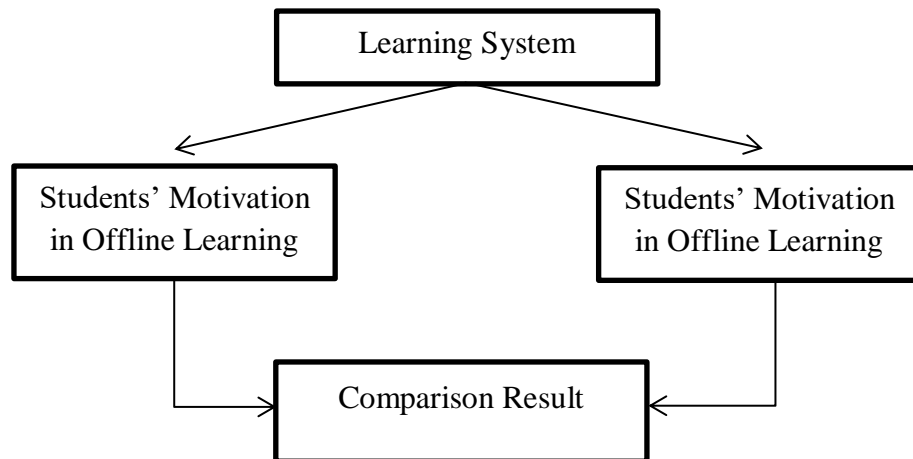 Learning System
Students’ Motivation
in Offline Learning
Students’ Motivation
in Offline Learning
Comparison Result